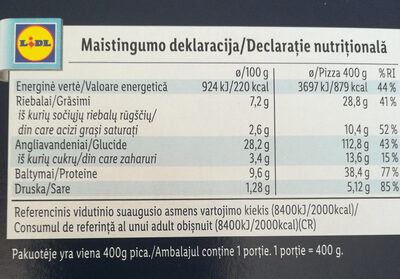 LiDL
Maistingumo deklaracija/Declarație nutrițională
ø/100 g ø/Pizza 400 g %RI
Energinė vertė/Valoare energetică 924 kJ/220 kcal 3697 kJ/879 kcal 44 %
Riebalai/Grăsimi 7,2 g 28,8 g 41 %
iš kurių sočiųjų riebalų rūgščių/
din care acizi grași saturați 2,6 g 10,4 g 52 %
Angliavandeniai/Glucide 28,2 g 112,8 g 43 %
iš kurių cukrų/din care zaharuri 3,4 g 13,6 g 15 %
Baltymai/Proteine 9,6 g 38,4 g 77 %
Druska/Sare 1,28 g 5,12 g 85 %
Referencinis vidutinio suaugusio asmens vartojimo kiekis (8400kJ/2000kcal)/
Consumul de referință al unui adult obișnuit (8400kJ/2000kcal)(CR)
Pakuotėje yra viena 400g pica./Ambalajul conține 1 porție. 1 porție = 400 g.